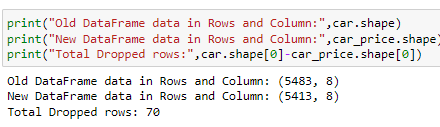 print("Old DataFrame data in Rows and Column:",car.shape)
print("New DataFrame data in Rows and Column:",car_price.shape)
print("Total Dropped rows:",car.shape[0]-car_price.shape[0])
Old DataFrame data in Rows and Column: (5483, 8)
New DataFrame data in Rows and Column: (5413, 8)
Total Dropped rows: 70